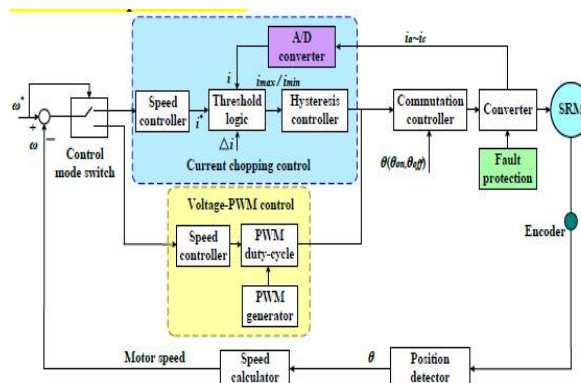 A/D
converter
ia~ic
i
imax/imin
ω*
+
ω
−
Control
mode switch
Speed
controller
i*
Threshold
logic
Δi
Hysteresis
controller
Current chopping control
Commutation
controller
θ(θon,θoff)
Converter
SRM
Fault
protection
Encoder
Voltage-PWM control
Speed
controller
PWM
duty-cycle
PWM
generator
Motor speed
Speed
calculator
θ
Position
detector